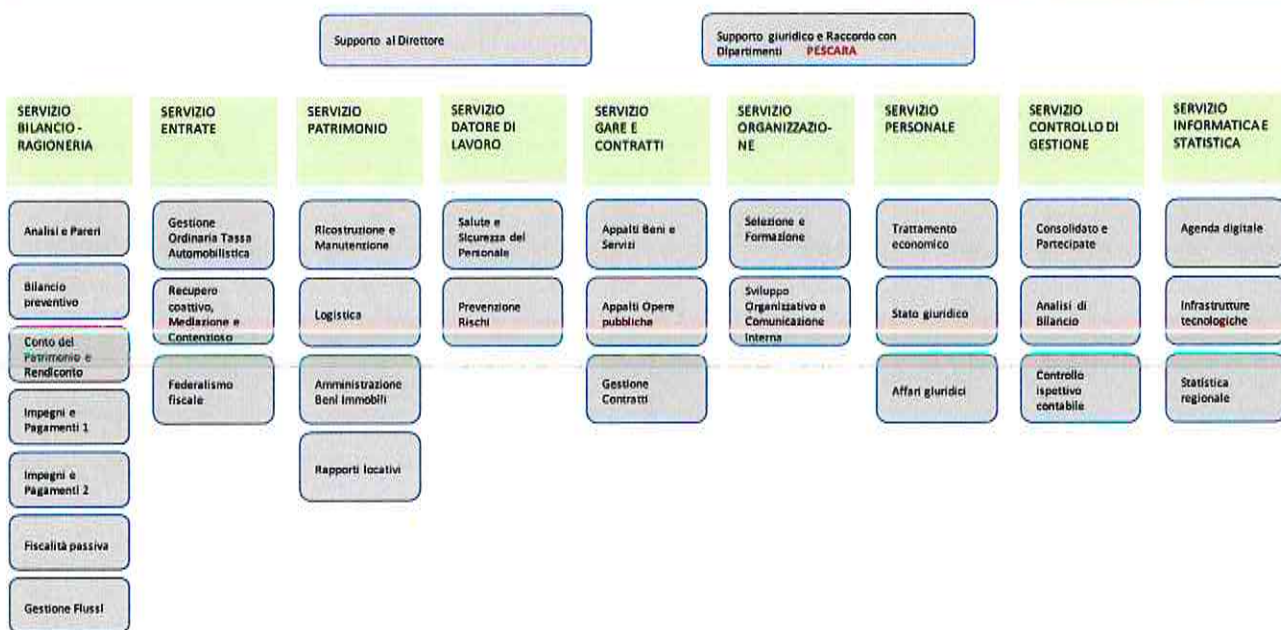 Supporto al Direttore
Supporto giuridico e Raccordo con
Dipartimenti PESCARA
SERVIZIO
BILANCIO -
RAGIONERIA
Analisi e Pareri
Bilancio
preventivo
Conto del
Patrimonio e
Rendiconto
Impegni e
Pagamenti 1
Impegni e
Pagamenti 2
Fiscalità passiva
Gestione Flussi
SERVIZIO
ENTRATE
Gestione
Ordinaria Tassa
Automobilistica
Recupero
coattivo,
Mediazione e
Contenzioso
Federalismo
fiscale
SERVIZIO
PATRIMONIO
Ricostruzione e
Manutenzione
Logistica
Amministrazione
Beni Immobili
Rapporti locativi
SERVIZIO
DATORE DI
LAVORO
Salute e
Sicurezza del
Personale
Prevenzione
Rischi
SERVIZIO
GARE E
CONTRATTI
Appalti Beni e
Servizi
Appalti Opere
pubbliche
Gestione
Contratti
SERVIZIO
ORGANIZZAZIO-
NE
Selezione e
Formazione
Sviluppo
Organizzativo e
Comunicazione
Interna
SERVIZIO
PERSONALE
Trattamento
economico
Stato giuridico
Affari giuridici
SERVIZIO
CONTROLLO DI
GESTIONE
Consolidato e
Partecipate
Analisi di
Bilancio
Controllo
ispettivo
contabile
SERVIZIO
INFORMATICA E
STATISTICA
Agenda digitale
Infrastrutture
tecnologiche
Statistica
regionale